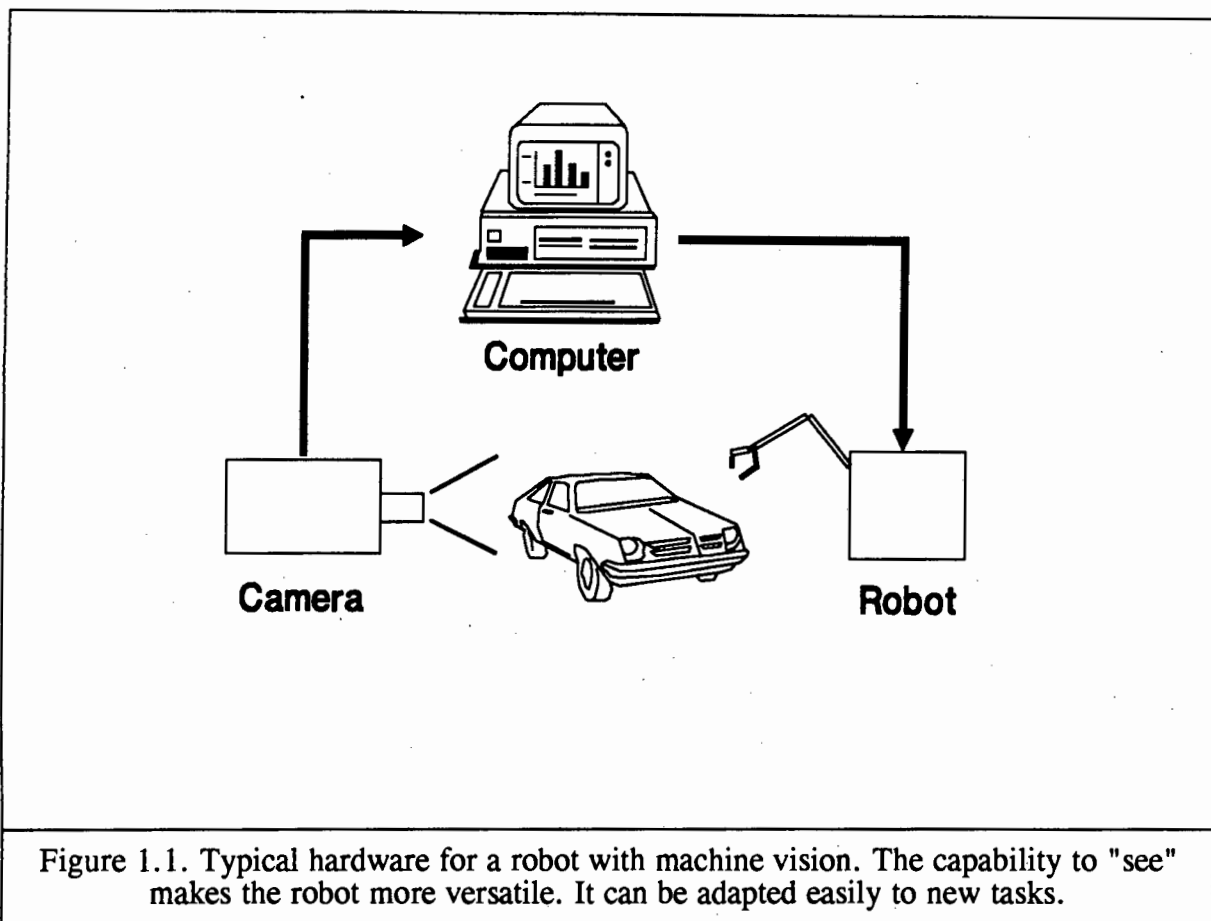 Computer
Camera
Robot
Figure 1.1. Typical hardware for a robot with machine vision. The capability to "see"
makes the robot more versatile. It can be adapted easily to new tasks.